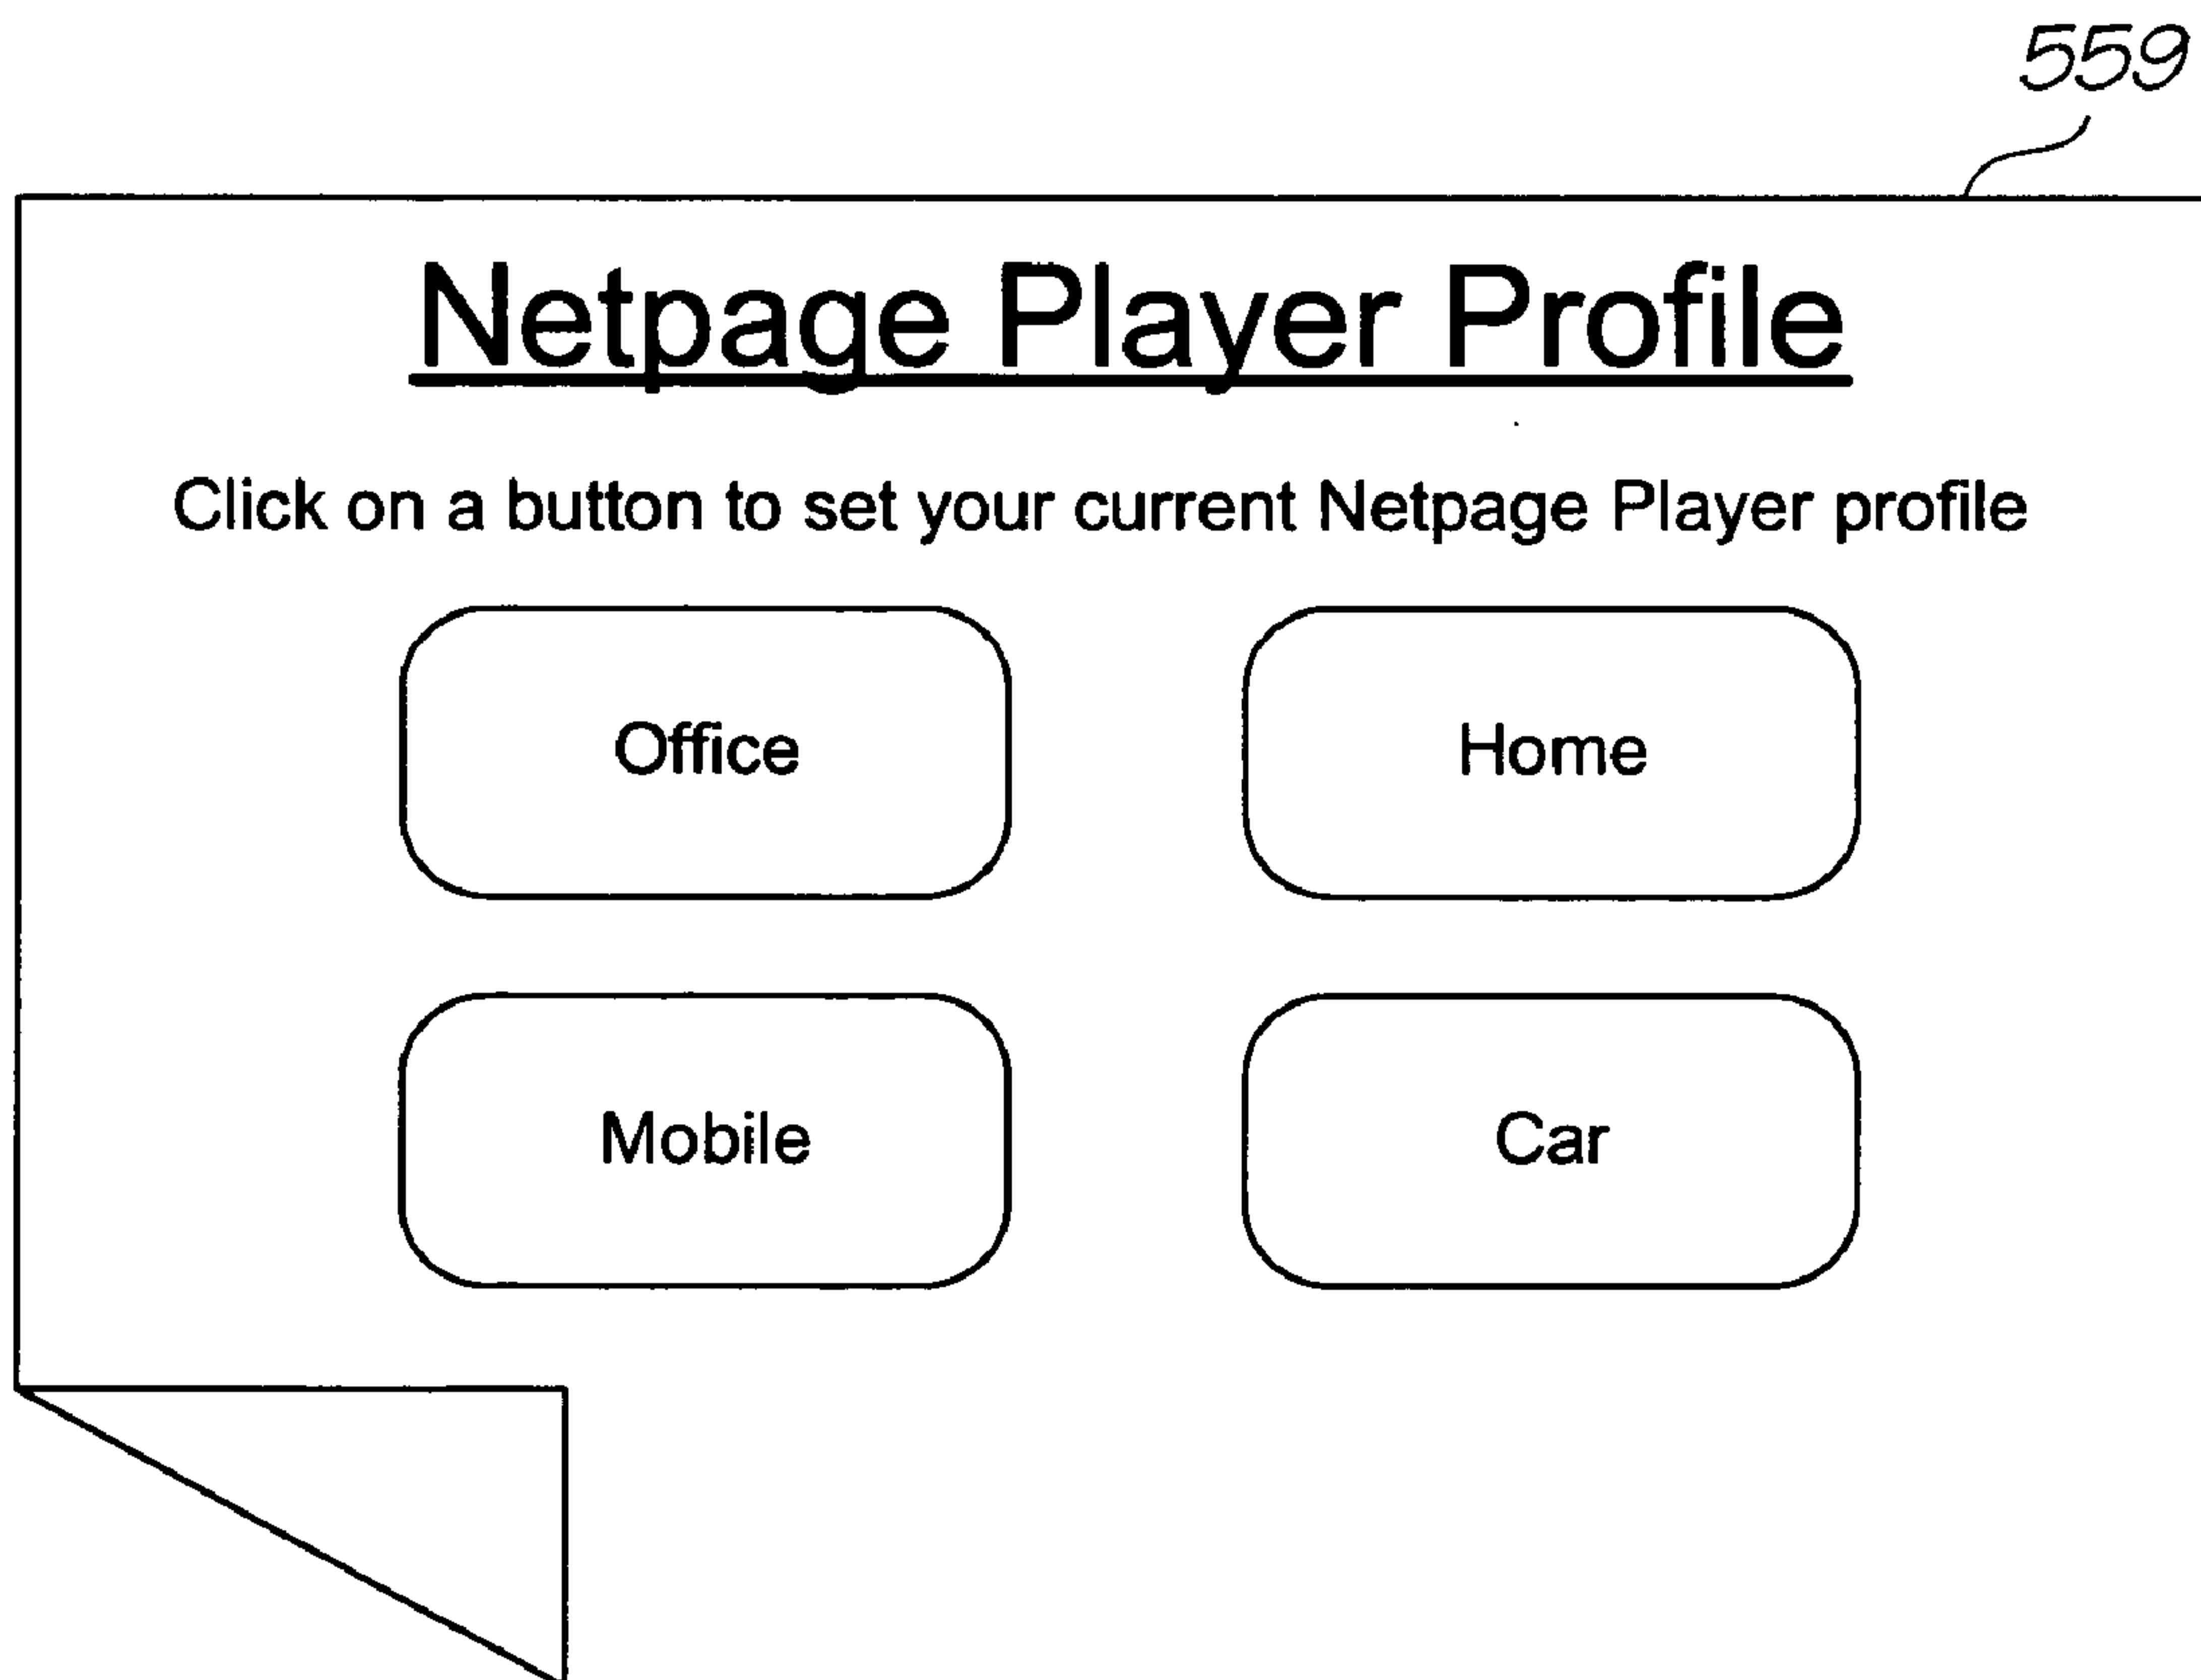 559
Netpage Player Profile
Click on a button to set your current Netpage Player profile
Office Home
Mobile Car